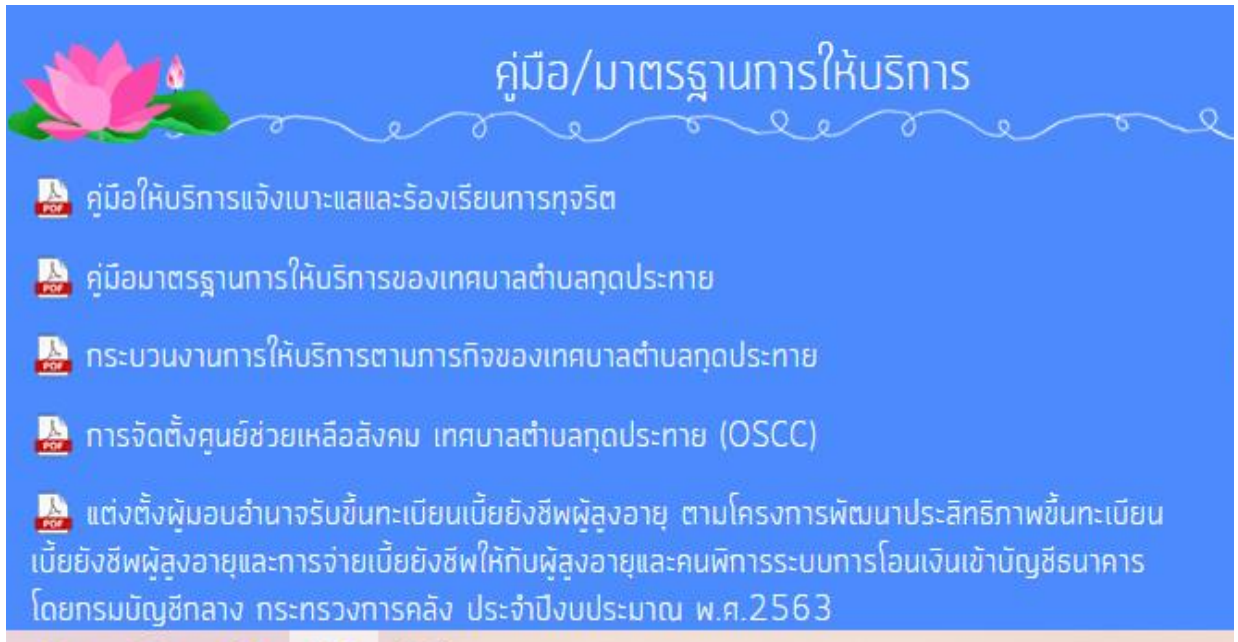 คู่มือ/มาตรฐานการให้บริการ
คู่มือให้บริการแจ้งเบาะแสและร้องเรียนการทุจริต
คู่มือมาตรฐานการให้บริการของเทศบาลตำบลกุดประทาย
กระบวนงานการให้บริการตามภารกิจของเทศบาลตำบลกุดประทาย
การจัดตั้งศูนย์ช่วยเหลือสังคม เทศบาลตำบลกุดประทาย (OSCC)
แต่งตั้งผู้มอบอำนาจรับขึ้นทะเบียนเบี้ยยังชีพผู้สูงอายุ ตามโครงการพัฒนาประสิทธิภาพขึ้นทะเบียน
เบี้ยยังชีพผู้สูงอายุและการจ่ายเบี้ยยังชีพให้กับผู้สูงอายุและคนพิการระบบการโอนเงินเข้าบัญชีธนาคาร
โดยกรมบัญชีกลาง กระทรวงการคลัง ประจำปีงบประมาณ พ.ศ.2563